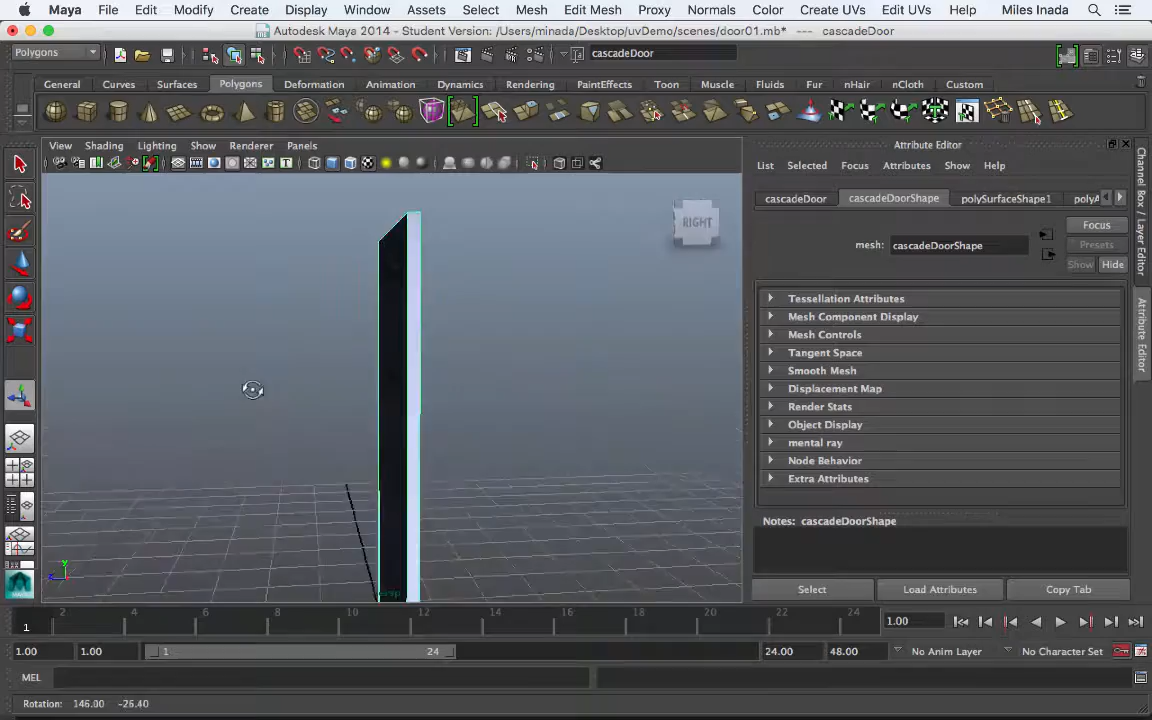 Maya File Edit Modify Create Display Window Assets Select Mesh Edit Mesh Proxy Normals Color Create UVs Edit UVs Help Miles Inada
Autodesk Maya 2014 - Student Version: /Users/minada/Desktop/uvDemo/scenes/door01.mb* --- cascadeDoor
Polygons cascadeDoor
General Curves Surfaces Polygons Deformation Animation Dynamics Rendering PaintEffects Toon Muscle Fluids Fur nHair nCloth Custom
View Shading Lighting Show Renderer Panels
Attribute Editor
List Selected Focus Attributes Show Help
cascadeDoor cascadeDoorShape polySurfaceShape1 polyA
Focus
mesh: cascadeDoorShape
Presets
Show Hide
RIGHT
Tessellation Attributes
Mesh Component Display
Mesh Controls
Tangent Space
Smooth Mesh
Displacement Map
Render Stats
Object Display
mental ray
Node Behavior
Extra Attributes
Notes: cascadeDoorShape
Select Load Attributes Copy Tab
Channel Box / Layer Editor
Attribute Editor
persp
y
z
1 2 4 6 8 10 12 14 16 18 20 22 24 1.00
1.00 1.00 1 24 24.00 48.00 No Anim Layer No Character Set
MEL
Rotation: 146.00 -26.40